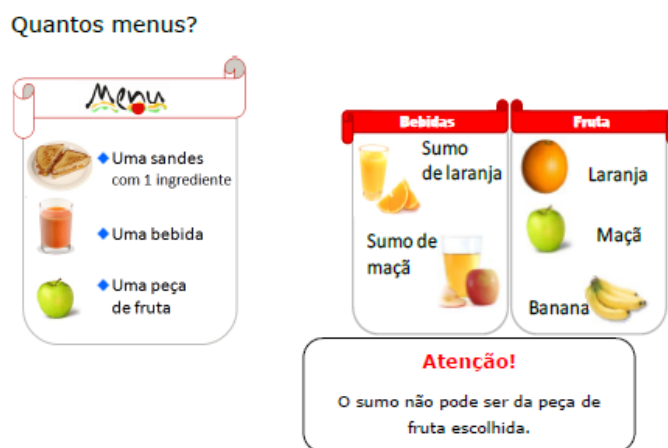 Quantos menus?
Menu
Uma sandes
com 1 ingrediente
Uma bebida
Uma peça
de fruta
Bebidas
Sumo
de laranja
Sumo de
maçã
Fruta
Laranja
Maçã
Banana
Atenção!
O sumo não pode ser da peça de
fruta escolhida.